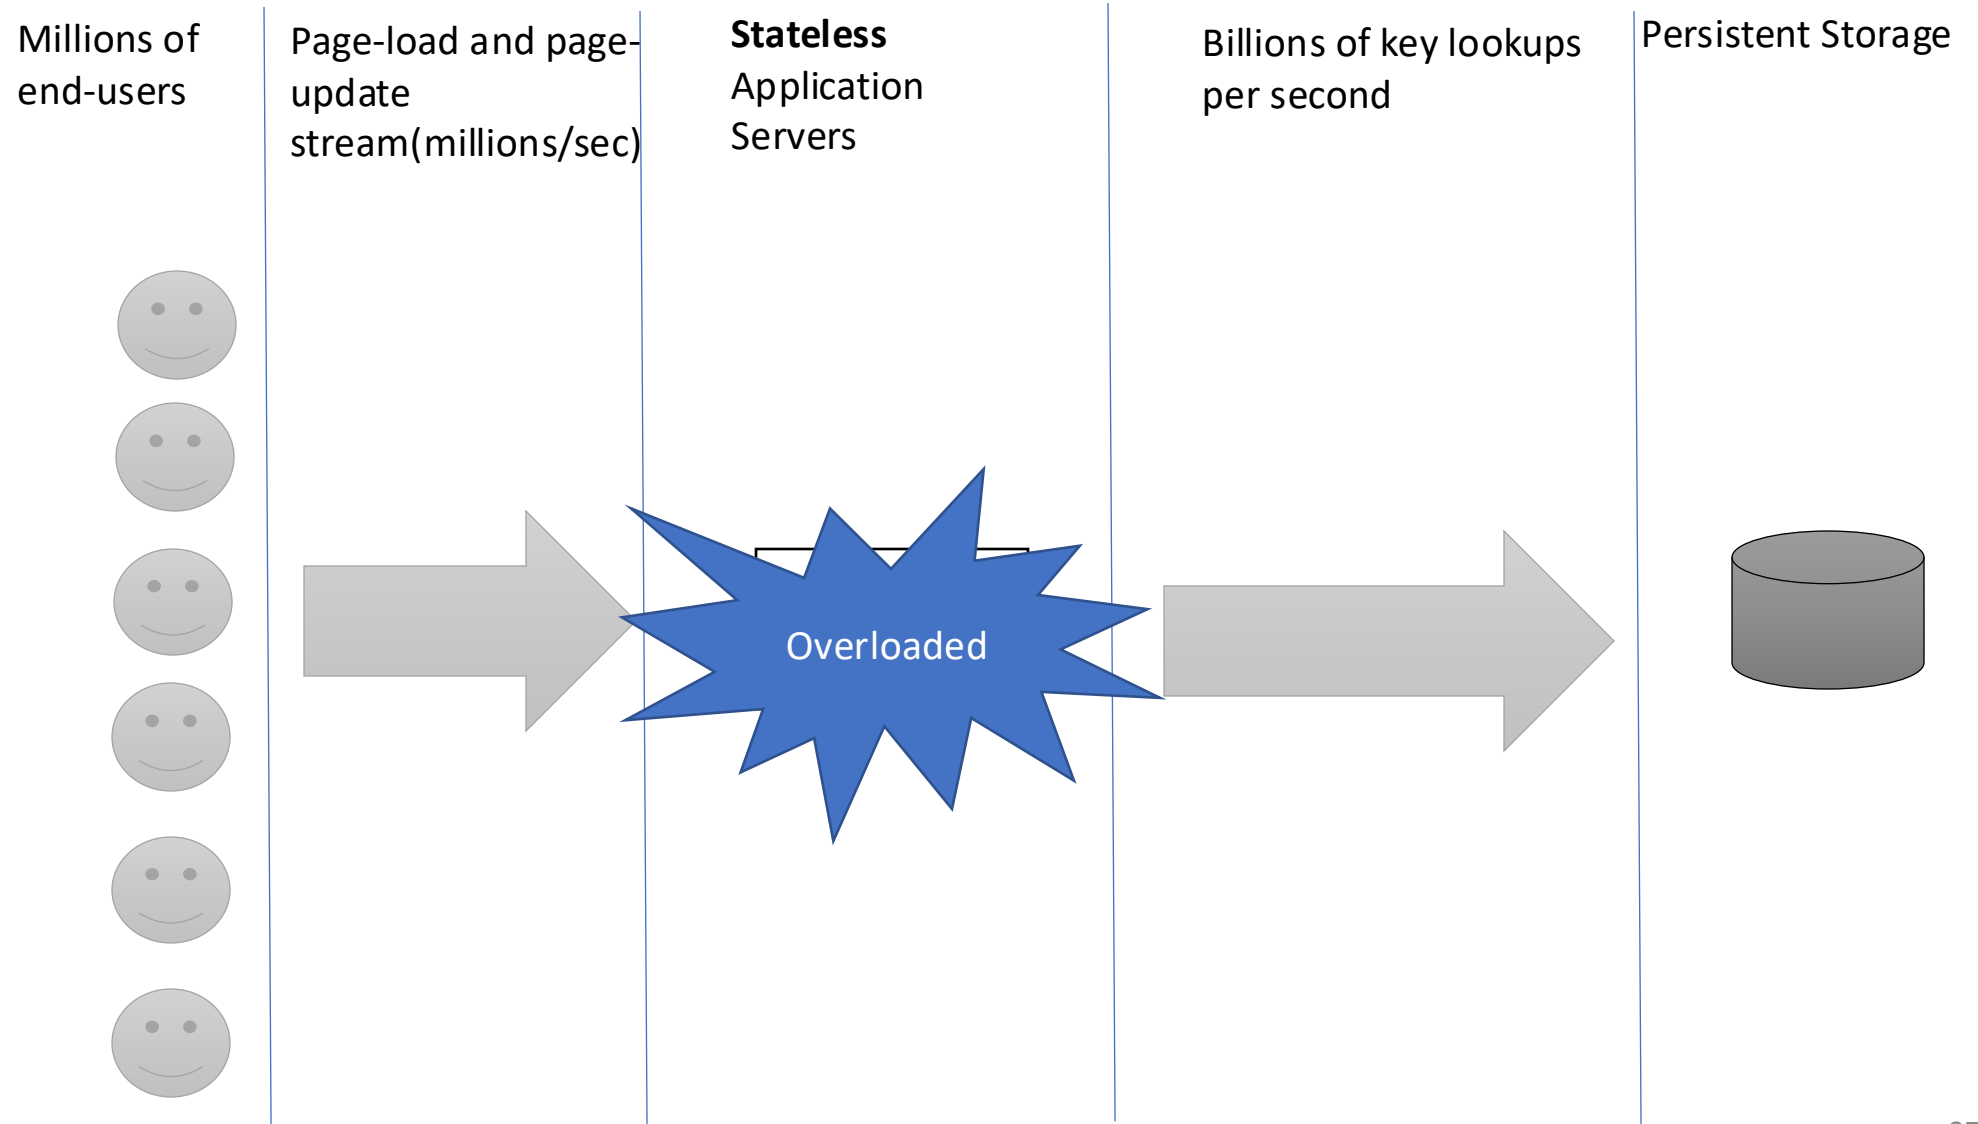 Millions of
end-users
Page-load and page-
update
stream(millions/sec)
Stateless
Application
Servers
Billions of key lookups
per second
Persistent Storage
Overloaded